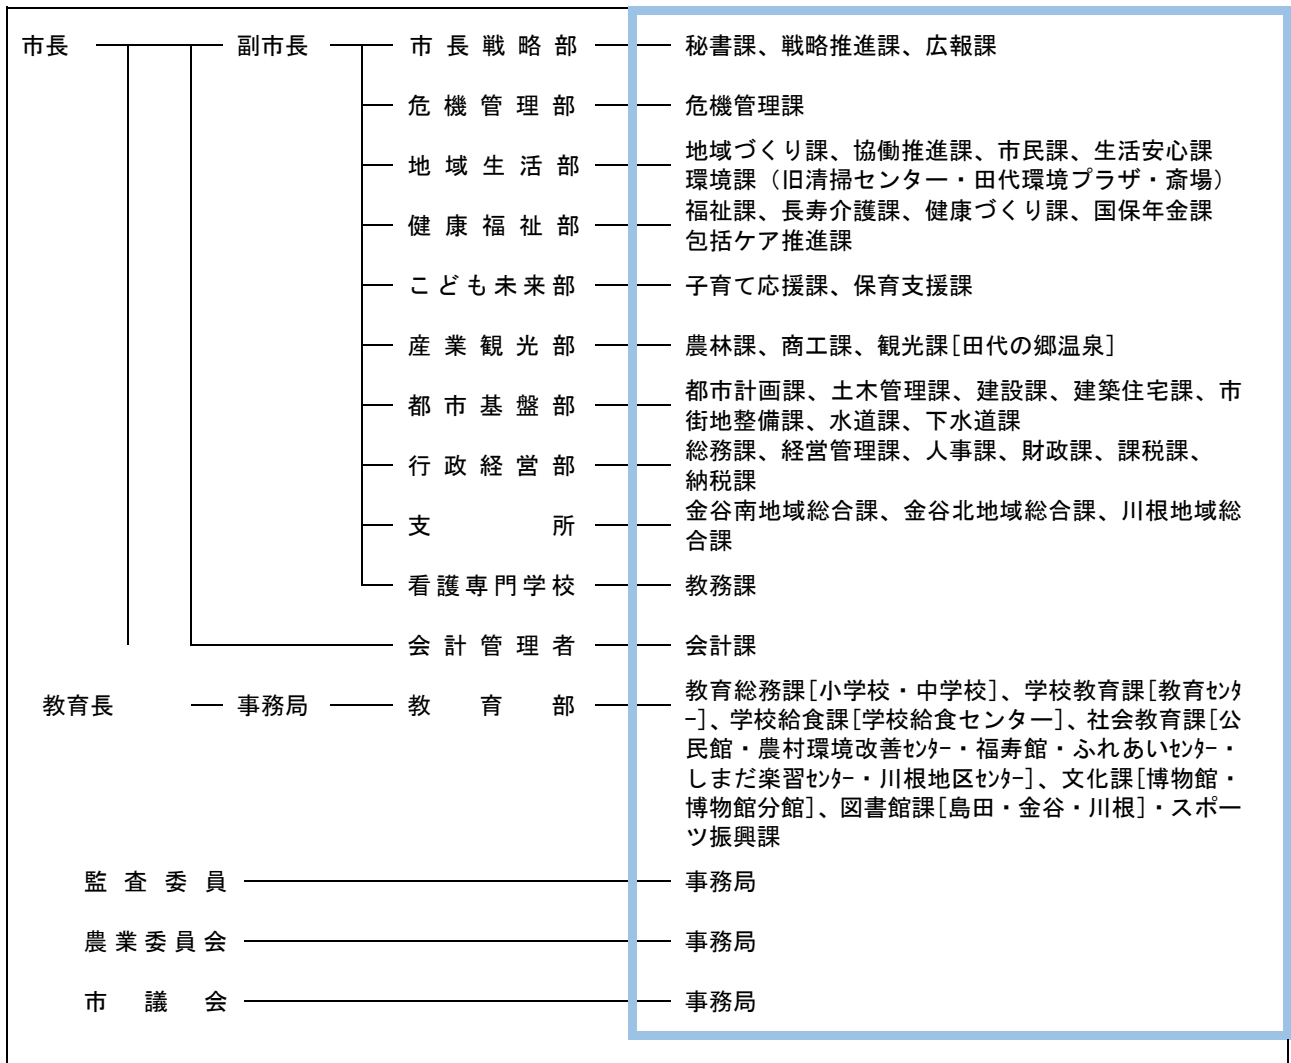 市長 副市長 市長戦略部 秘書課、戦略推進課、広報課
危機管理部 危機管理課
地域生活部 地域づくり課、協働推進課、市民課、生活安心課
環境課（旧清掃センター・田代環境プラザ・斎場）
健康福祉部 福祉課、長寿介護課、健康づくり課、国保年金課
包括ケア推進課
こども未来部 子育て応援課、保育支援課
産業観光部 農林課、商工課、観光課[田代の郷温泉]
都市基盤部 都市計画課、土木管理課、建設課、建築住宅課、市
街地整備課、水道課、下水道課
行政経営部 総務課、経営管理課、人事課、財政課、課税課、
納税課
支所 金谷南地域総合課、金谷北地域総合課、川根地域総
合課
看護専門学校 教務課
会計管理者 会計課
教育長 事務局 教育部 教育総務課[小学校・中学校]、学校教育課[教育ｾﾝﾀ
ｰ]、学校給食課[学校給食センター]、社会教育課[公
民館・農村環境改善ｾﾝﾀｰ・福寿館・ふれあいｾﾝﾀｰ・
しまだ楽習ｾﾝﾀｰ・川根地区ｾﾝﾀｰ]、文化課[博物館・
博物館分館]、図書館課[島田・金谷・川根]・スポー
ツ振興課
監査委員 事務局
農業委員会 事務局
市議会 事務局